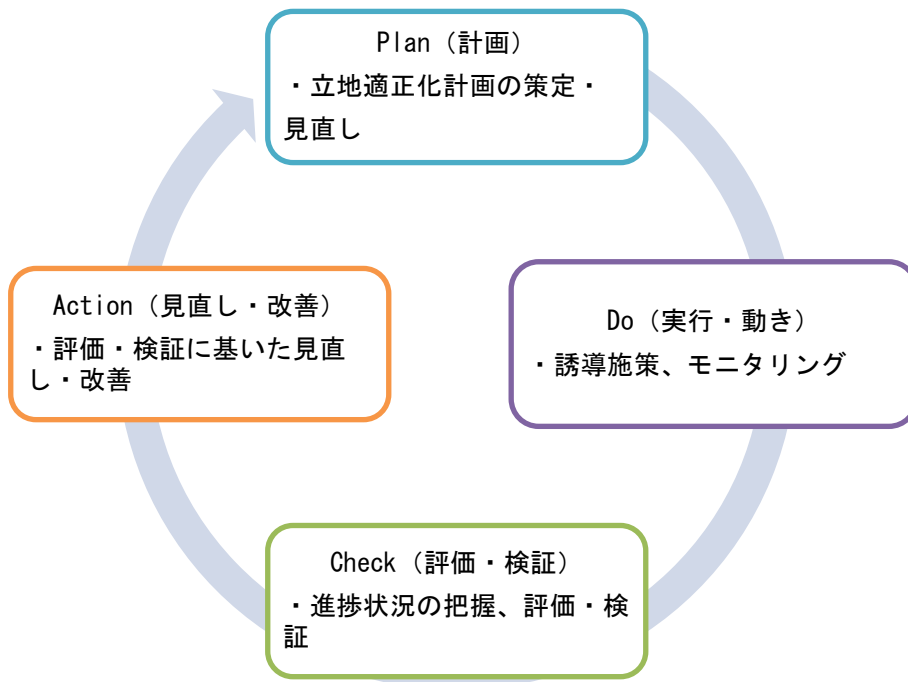 Plan（計画）
・立地適正化計画の策定・
見直し
Action（見直し・改善）
・評価・検証に基いた見直
し・改善
Do（実行・動き）
・誘導施策、モニタリング
Check（評価・検証）
・進捗状況の把握、評価・検
証